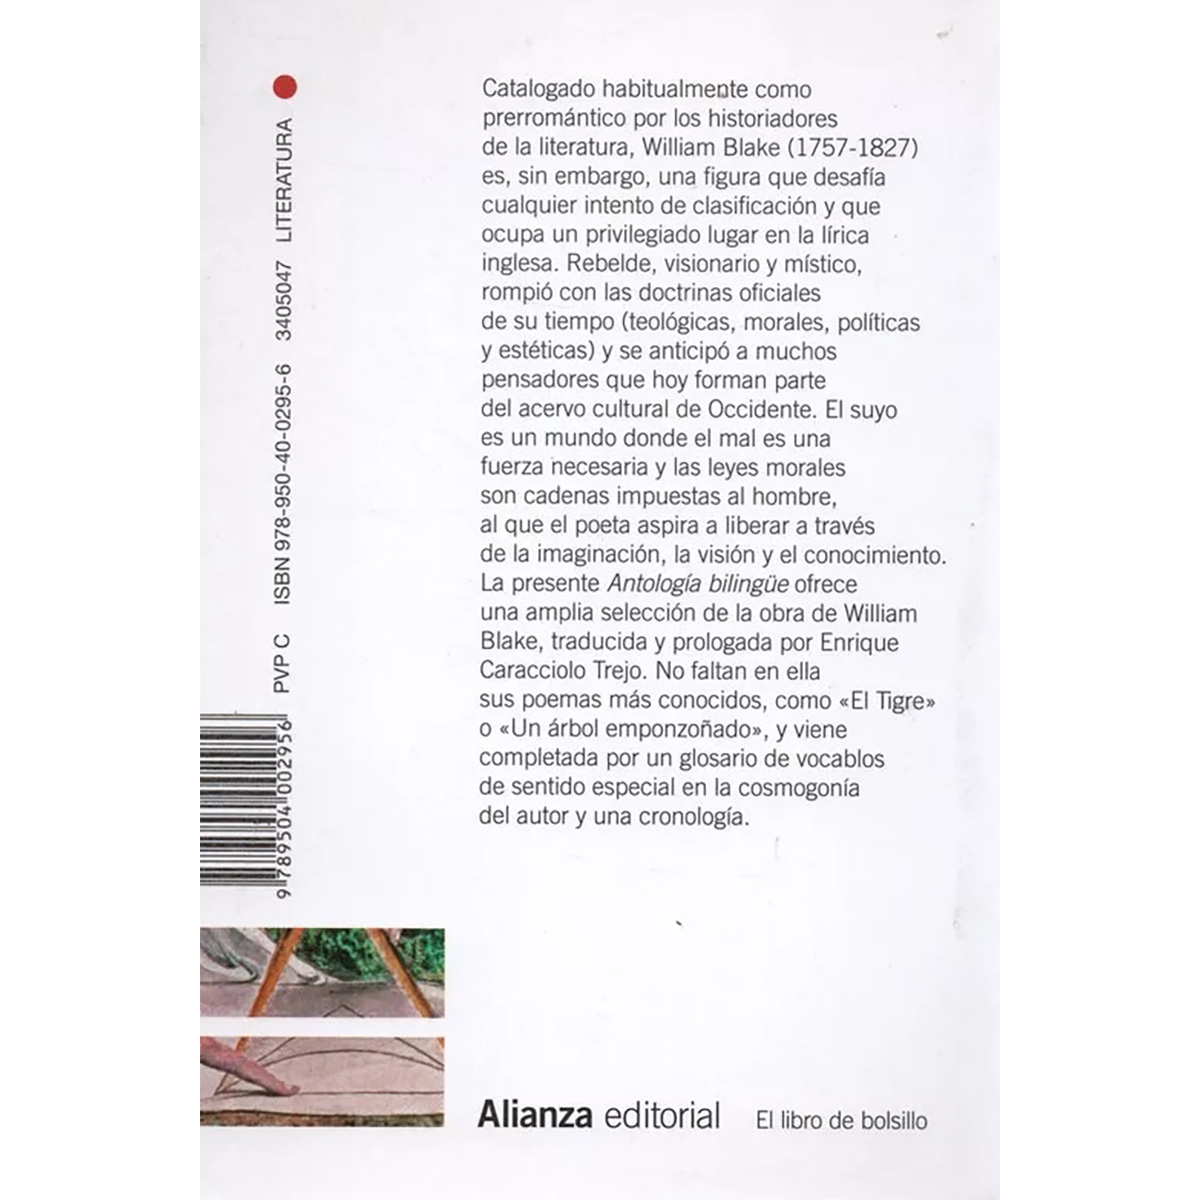 Catalogado habitualmente como
prerromántico por los historiadores
de la literatura, William Blake (1757-1827)
es, sin embargo, una figura que desafía
cualquier intento de clasificación y que
ocupa un privilegiado lugar en la lírica
inglesa. Rebelde, visionario y místico,
rompió con las doctrinas oficiales
de su tiempo (teológicas, morales, políticas
y estéticas) y se anticipó a muchos
pensadores que hoy forman parte
del acervo cultural de Occidente. El suyo
es un mundo donde el mal es una
fuerza necesaria y las leyes morales
son cadenas impuestas al hombre,
al que el poeta aspira a liberar a través
de la imaginación, la visión y el conocimiento.
La presente Antología bilingüe ofrece
una amplia selección de la obra de William
Blake, traducida y prologada por Enrique
Caracciolo Trejo. No faltan en ella
sus poemas más conocidos, como «El Tigre»
o «Un árbol emponzoñado», y viene
completada por un glosario de vocablos
de sentido especial en la cosmogonía
del autor y una cronología.
PVP C ISBN 978-950-40-0295-6 3405047 LITERATURA
9 789504 002956
Alianza editorial El libro de bolsillo